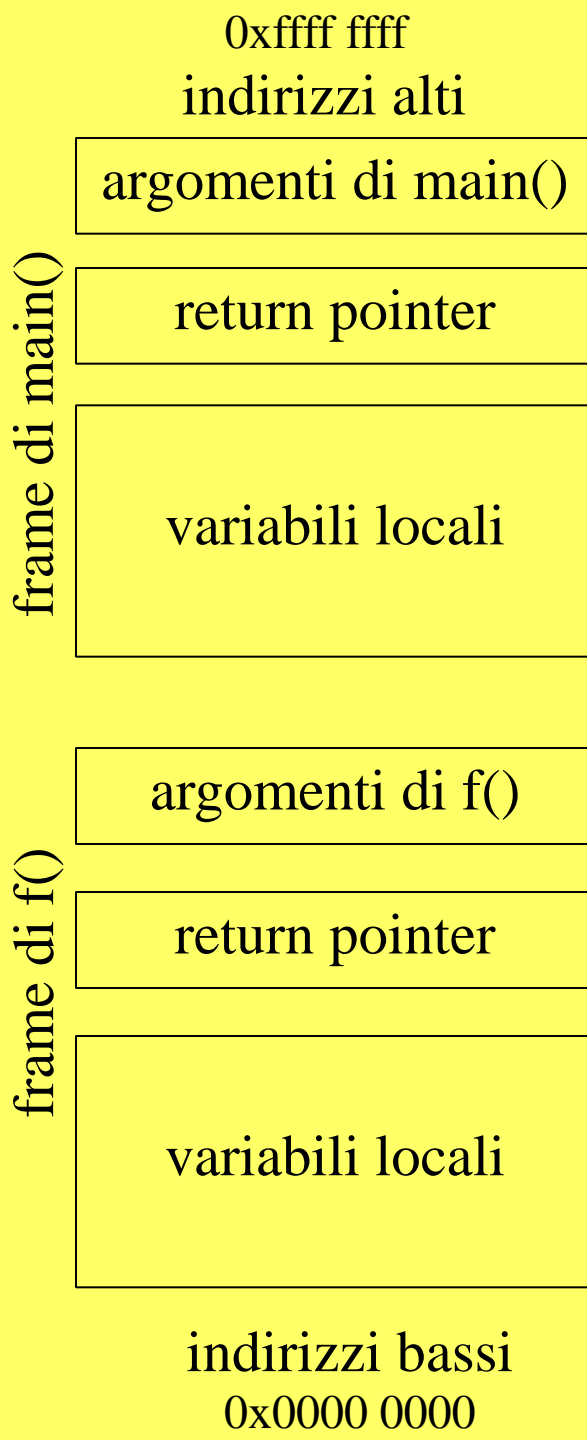 0xffff ffff
indirizzi alti
argomenti di main()
return pointer
frame di main()
variabili locali
argomenti di f()
return pointer
frame di f()
variabili locali
indirizzi bassi
0x0000 0000